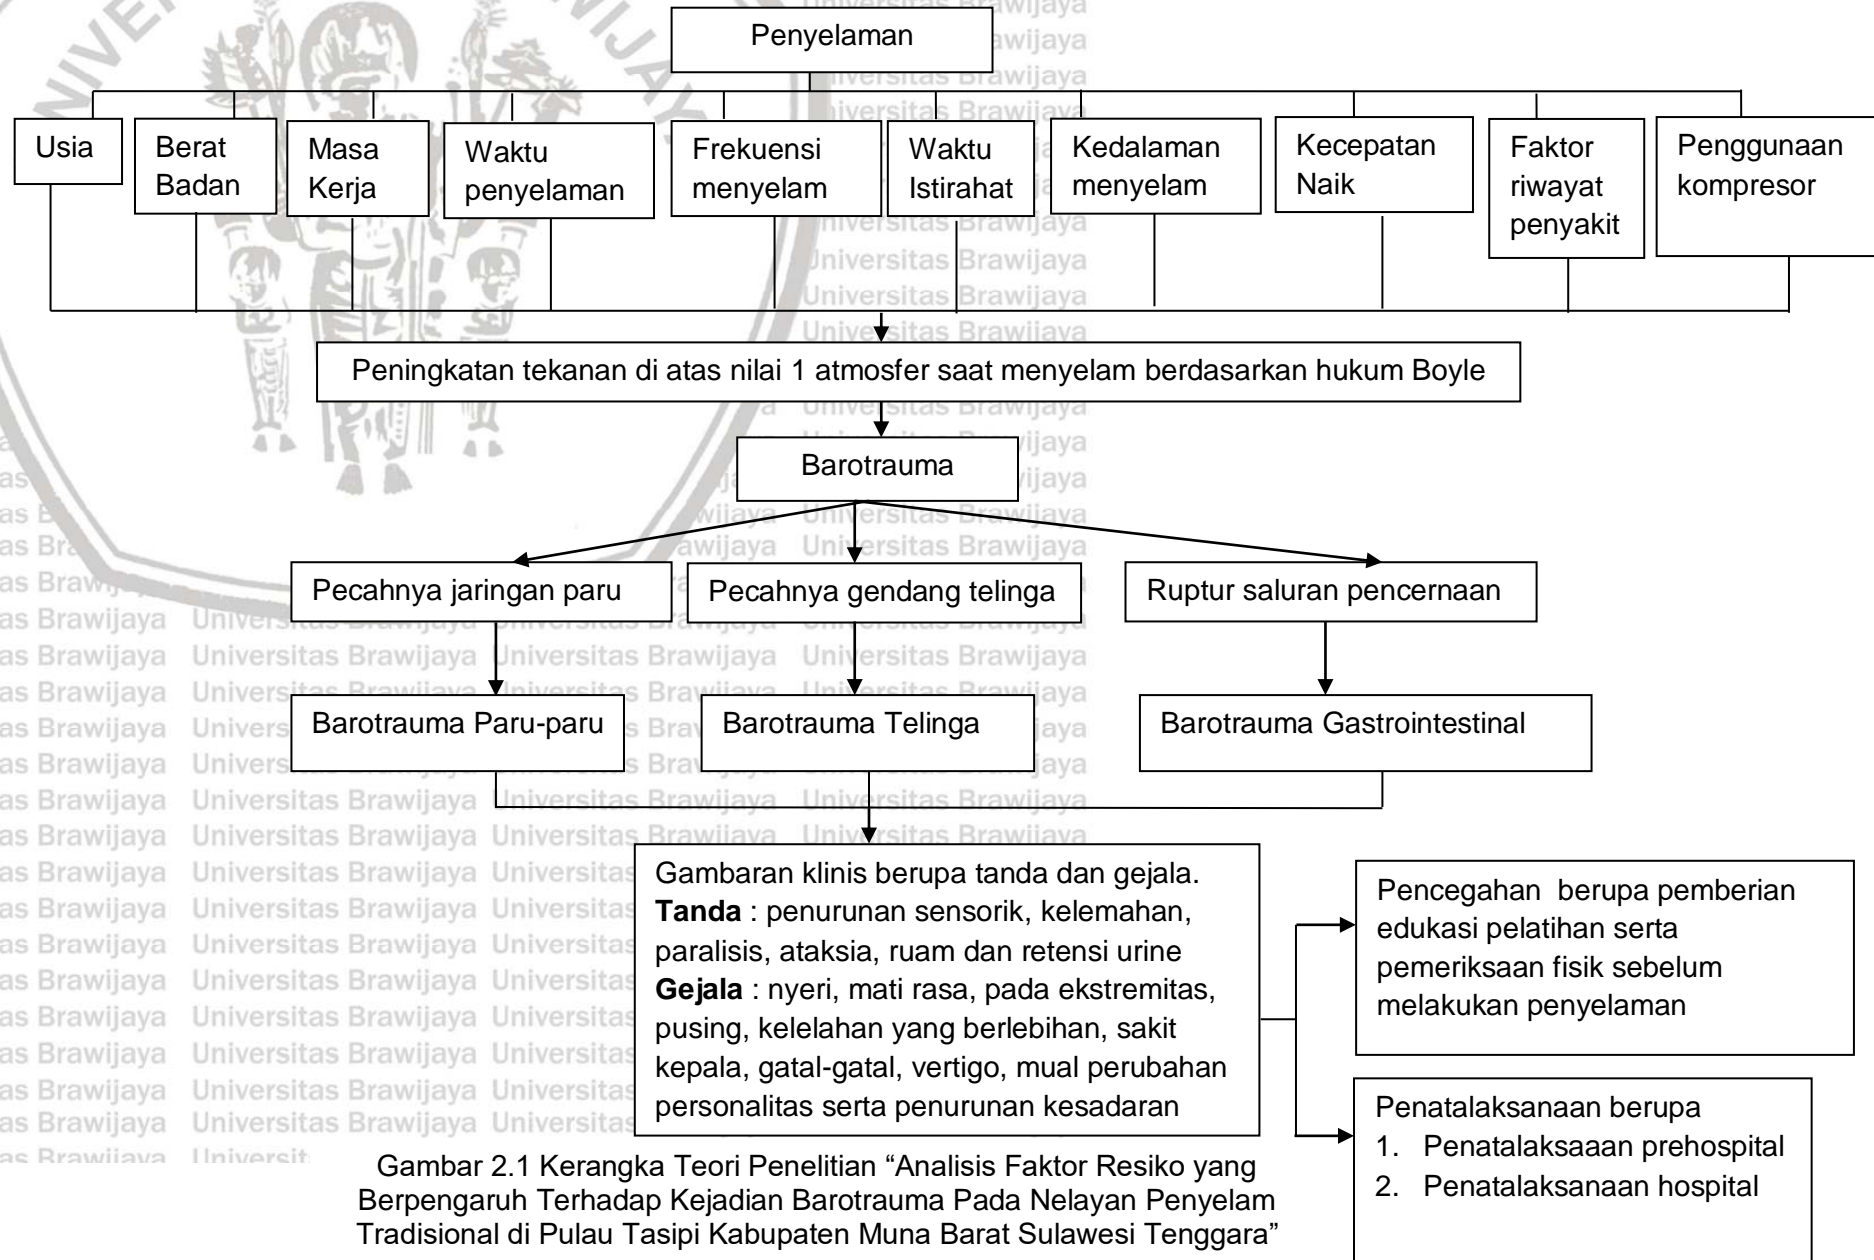 Penyelaman
Usia
Berat
Badan
Masa
Kerja
Waktu
penyelaman
Frekuensi
menyelam
Waktu
Istirahat
Kedalaman
menyelam
Kecepatan
Naik
Faktor
riwayat
penyakit
Penggunaan
kompresor
Peningkatan tekanan di atas nilai 1 atmosfer saat menyelam berdasarkan hukum Boyle
Barotrauma
Pecahnya jaringan paru
Pecahnya gendang telinga
Ruptur saluran pencernaan
Barotrauma Paru-paru
Barotrauma Telinga
Barotrauma Gastrointestinal
Gambaran klinis berupa tanda dan gejala.
Tanda : penurunan sensorik, kelemahan,
paralisis, ataksia, ruam dan retensi urine
Gejala : nyeri, mati rasa, pada ekstremitas,
pusing, kelelahan yang berlebihan, sakit
kepala, gatal-gatal, vertigo, mual perubahan
personalitas serta penurunan kesadaran
Pencegahan berupa pemberian
edukasi pelatihan serta
pemeriksaan fisik sebelum
melakukan penyelaman
Penatalaksanaan berupa
1. Penatalaksaaan prehospital
2. Penatalaksanaan hospital
Gambar 2.1 Kerangka Teori Penelitian “Analisis Faktor Resiko yang
Berpengaruh Terhadap Kejadian Barotrauma Pada Nelayan Penyelam
Tradisional di Pulau Tasipi Kabupaten Muna Barat Sulawesi Tenggara”